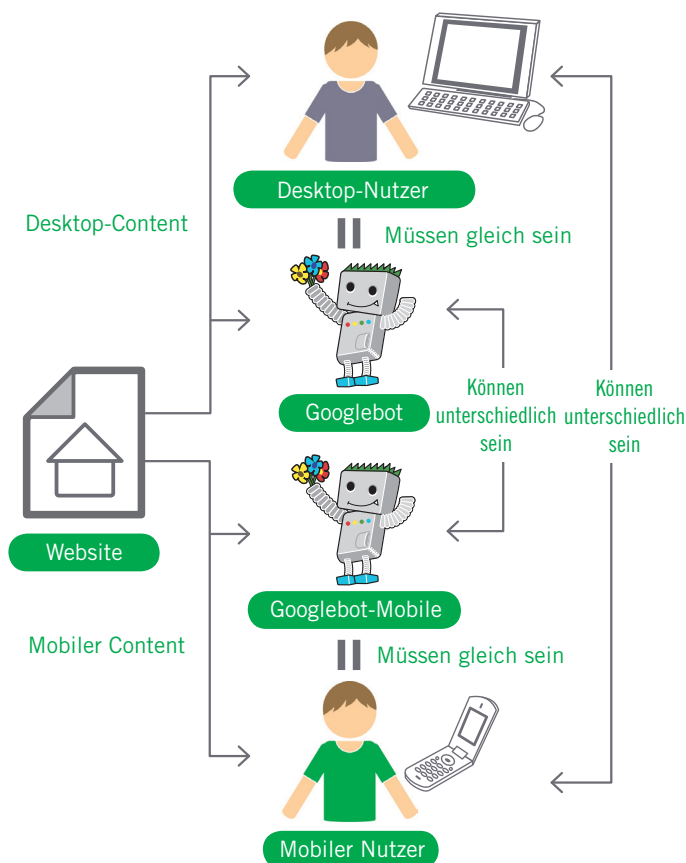 Desktop-Nutzer
Desktop-Content
Müssen gleich sein
Googlebot
Können
unterschiedlich
sein
Können
unterschiedlich
sein
Website
Googlebot-Mobile
Mobiler Content
Müssen gleich sein
Mobiler Nutzer